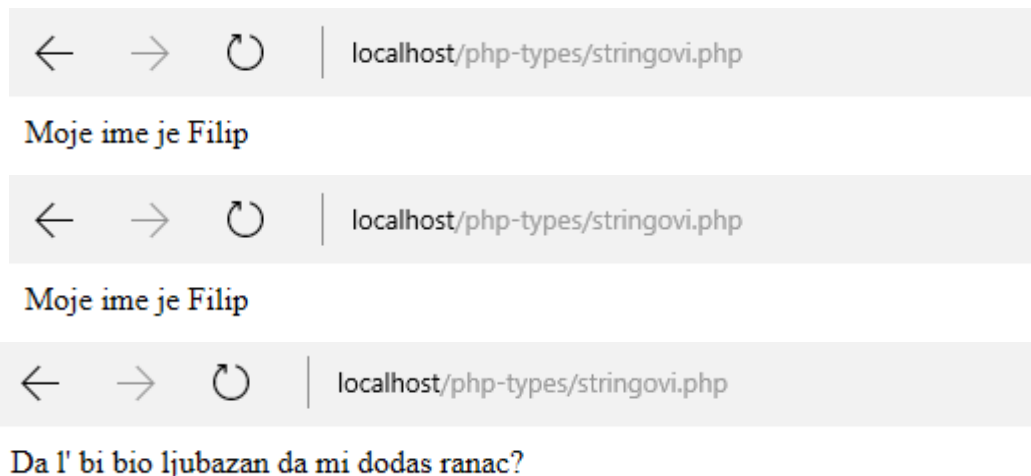 localhost/php-types/stringovi.php
Moje ime je Filip
localhost/php-types/stringovi.php
Moje ime je Filip
localhost/php-types/stringovi.php
Da l' bi bio ljubazan da mi dodas ranac?